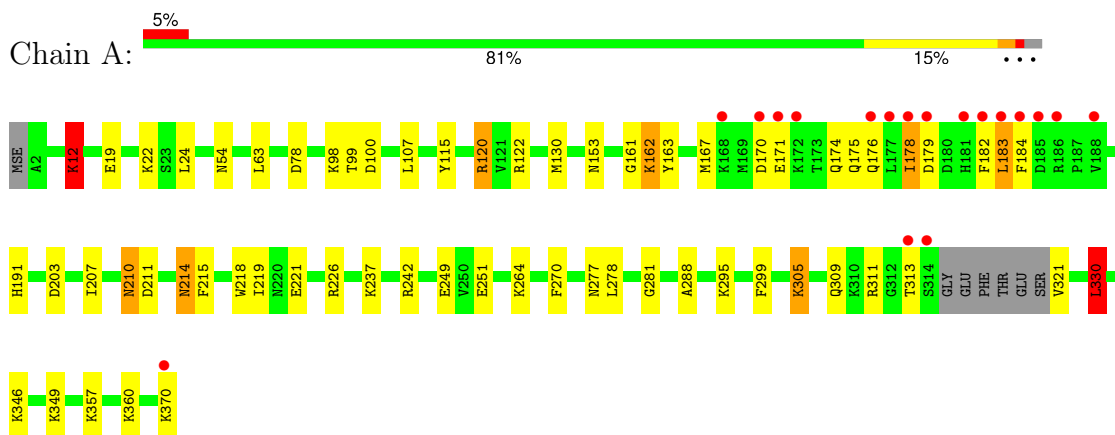 5%
Chain A:
81% 15% • • •
MSE A2 K12 E19 K22 S23 L24 N54 L63 D78 K98 T99 D100 L107 Y115 R120 V121 R122 M130 N153 G161 K162 Y163 M167 K168 M169 D170 E171 K172 T173 Q174 Q175 Q176 L177 I178 D179 D180 H181 F182 L183 F184 D185 R186 P187 V188
H191 D203 I207 N210 D211 N214 F215 W218 I219 N220 E221 R226 K237 R242 E249 V250 E251 K264 F270 N277 L278 G281 A288 K295 F299 K305 Q309 K310 R311 G312 T313 S314 GLY GLU PHE THR GLU SER V321 L330
K346 K349 K357 K360 K370